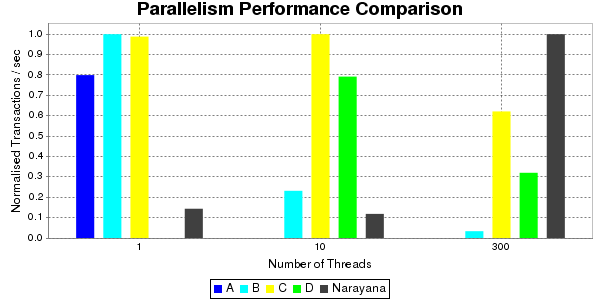 Parallelism Performance Comparison
Normalised Transactions / sec
1.0
0.9
0.8
0.7
0.6
0.5
0.4
0.3
0.2
0.1
0.0
1 10 300
Number of Threads
A B C D Narayana